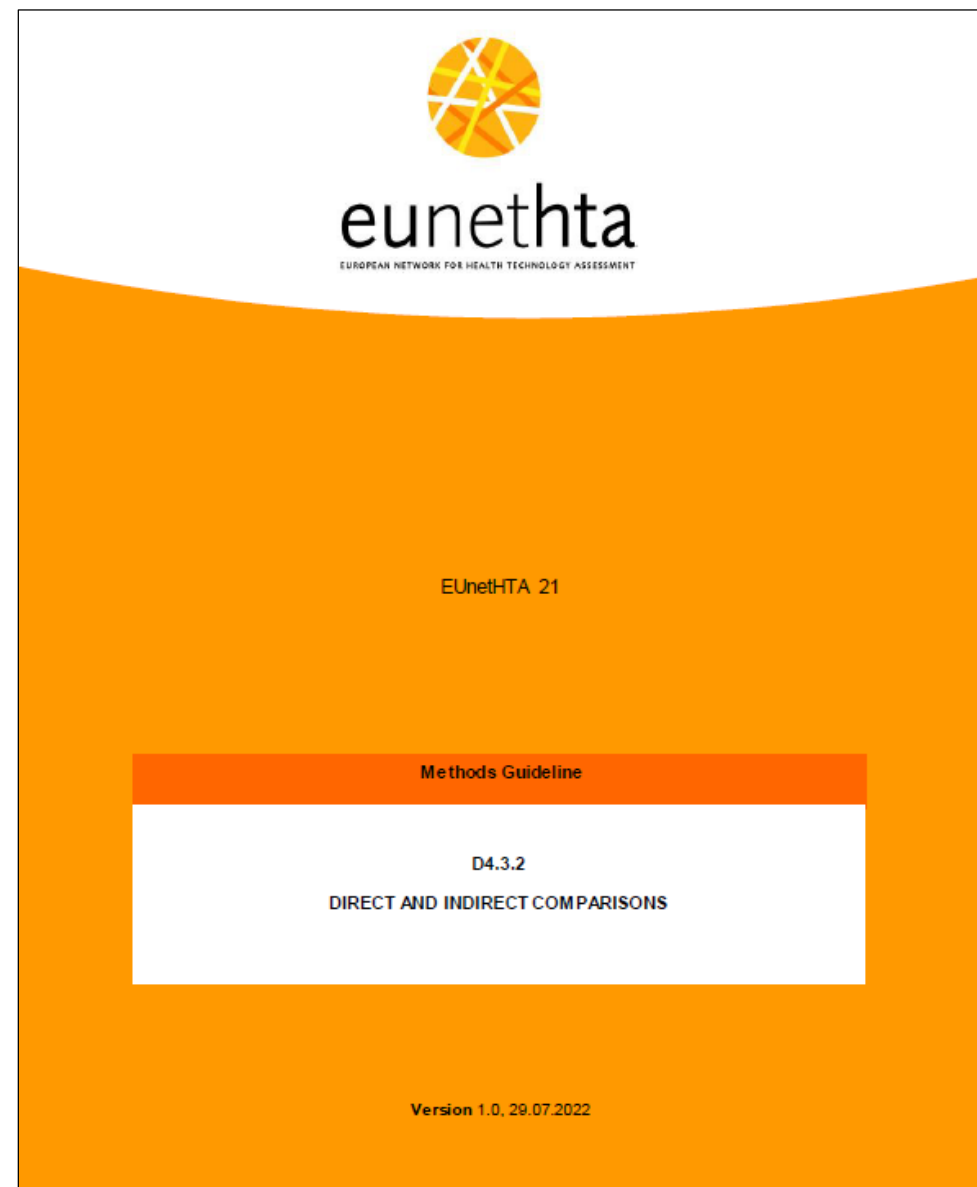 eunethta
EUROPEAN NETWORK FOR HEALTH TECHNOLOGY ASSESSMENT
EUnetHTA 21
Methods Guideline
D4.3.2
DIRECT AND INDIRECT COMPARISONS
Version 1.0, 29.07.2022